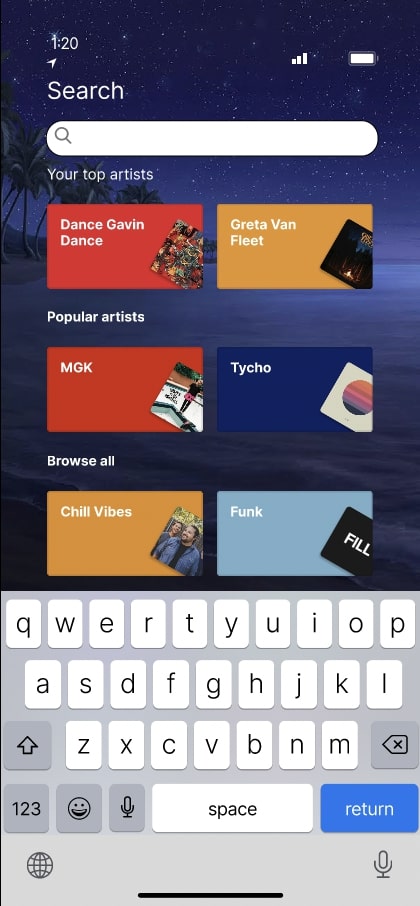 1:20
Search
Your top artists
Dance Gavin
Dance
Greta Van
Fleet
Popular artists
MGK
Tycho
Browse all
Chill Vibes
Funk
FILL
q w e r t y u i o p
a s d f g h j k l
z x c v b n m
123 space return